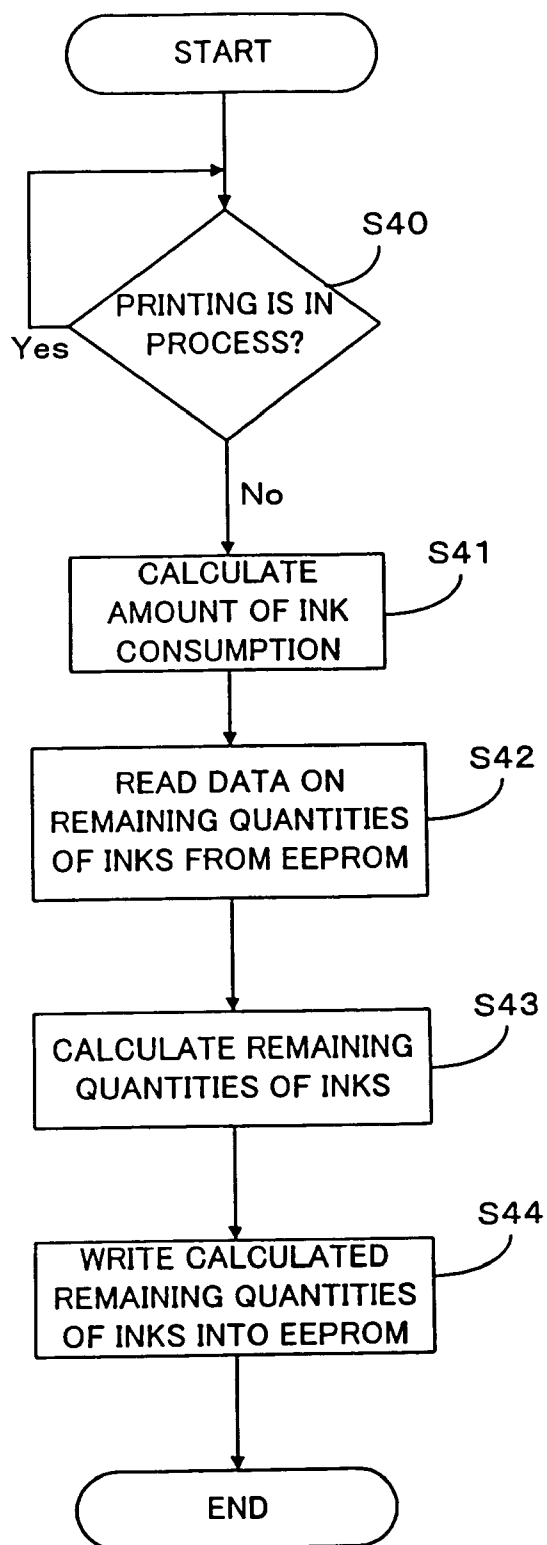 START
S40
PRINTING IS IN
PROCESS?
Yes
No
S41
CALCULATE
AMOUNT OF INK
CONSUMPTION
S42
READ DATA ON
REMAINING QUANTITIES
OF INKS FROM EEPROM
S43
CALCULATE REMAINING
QUANTITIES OF INKS
S44
WRITE CALCULATED
REMAINING QUANTITIES
OF INKS INTO EEPROM
END